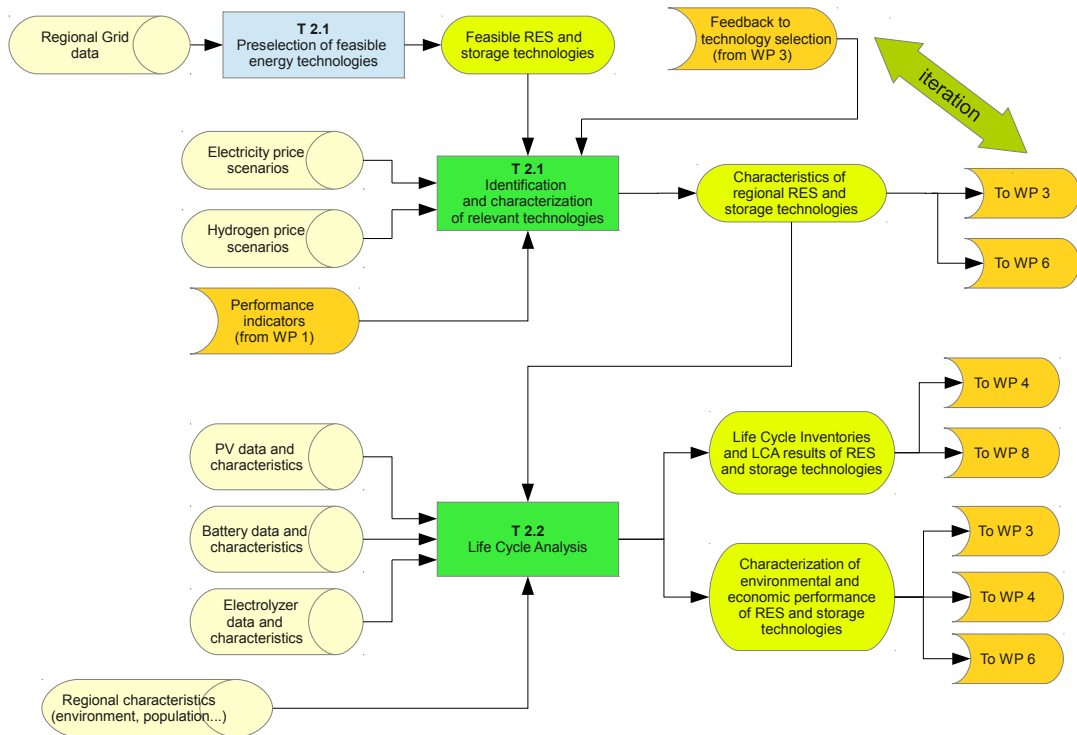 Regional Grid
data
T 2.1
Preselection of feasible
energy technologies
Feasible RES and
storage technologies
Feedback to
technology selection
(from WP 3)
iteration
Electricity price
scenarios
Hydrogen price
scenarios
Performance
indicators
(from WP 1)
T 2.1
Identification
and characterization
of relevant technologies
Characteristics of
regional RES and
storage technologies
To WP 3
To WP 6
PV data and
characteristics
Battery data and
characteristics
Electrolyzer
data and
characteristics
Regional characteristics
(environment, population...)
T 2.2
Life Cycle Analysis
Life Cycle Inventories
and LCA results of RES
and storage technologies
To WP 4
To WP 8
Characterization of
environmental and
economic performance
of RES and storage
technologies
To WP 3
To WP 4
To WP 6